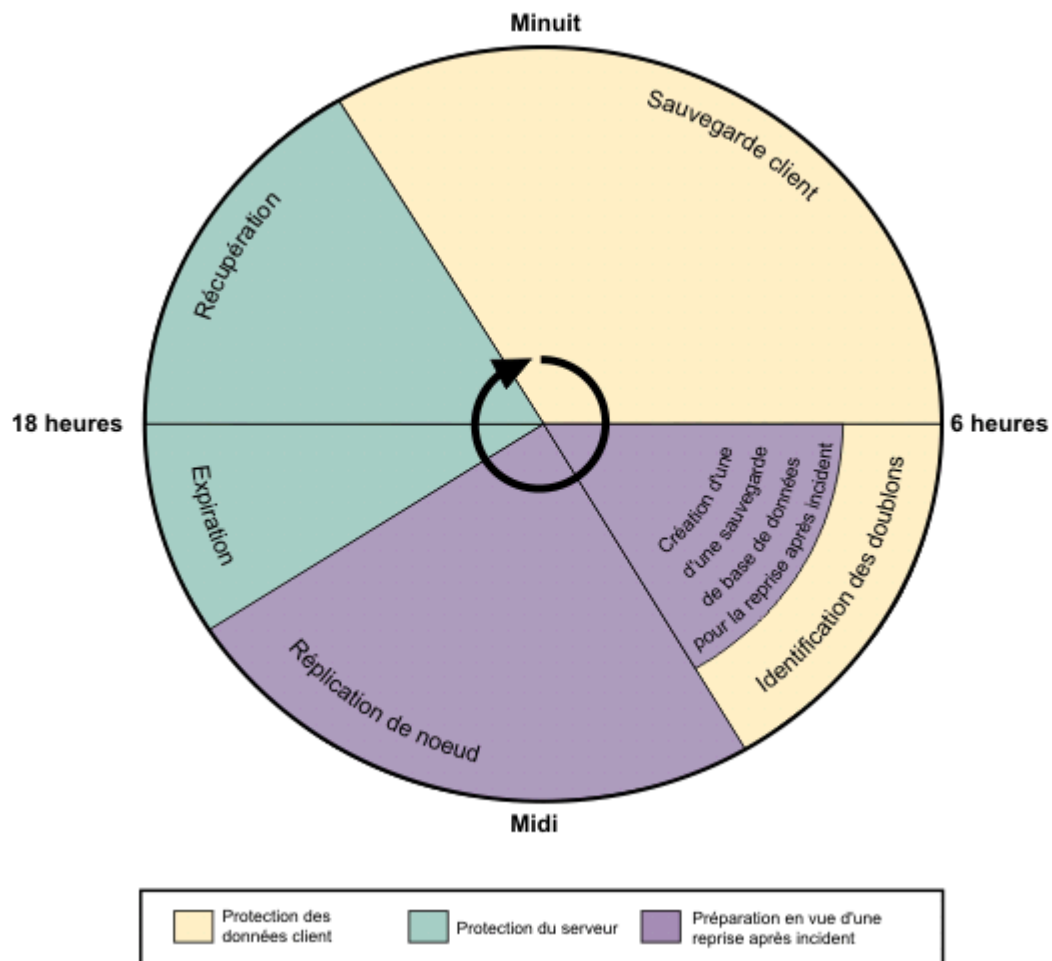 Minuit
Sauvegarde client
Récupération
18 heures
6 heures
Expiration
Création d'une
d'une sauvegarde
de base de données
pour la reprise après incident
Identification des doublons
Réplication de noeud
Midi
Protection des
données client
Protection du serveur
Préparation en vue d'une
reprise après incident